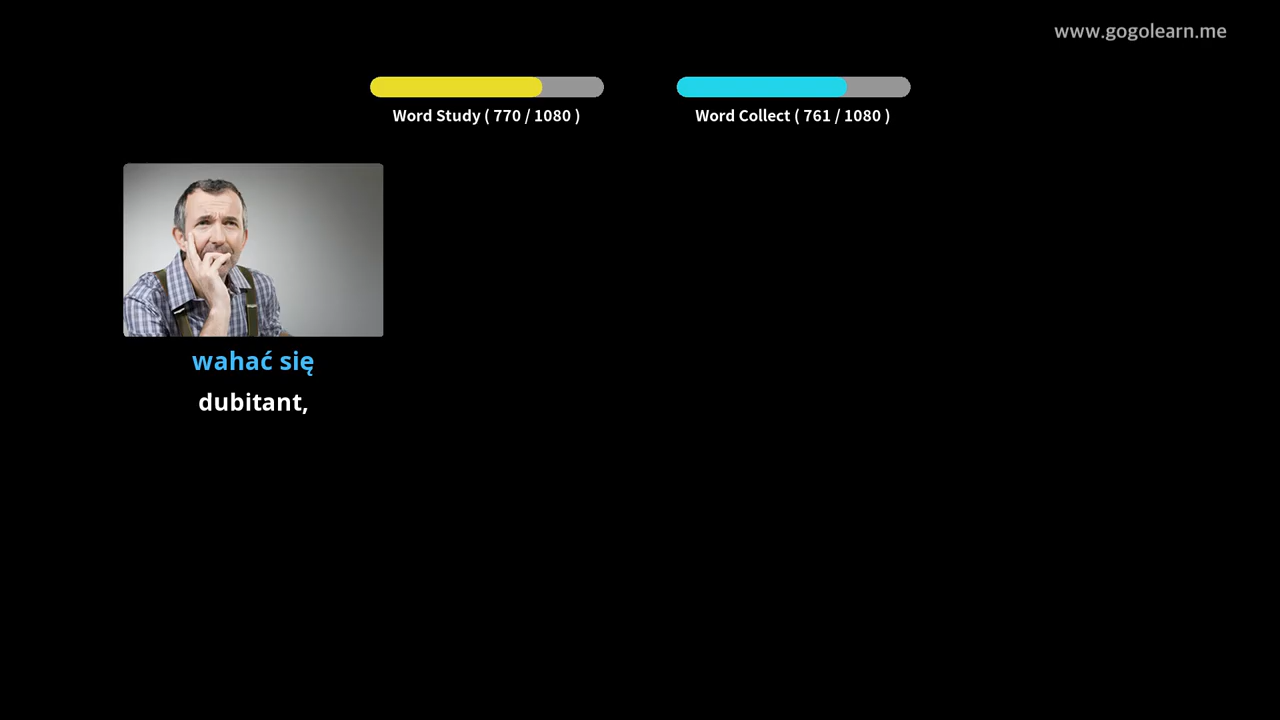 www.gogolearn.me
Word Study ( 770 / 1080 )
Word Collect ( 761 / 1080 )
wahać się
dubitant,